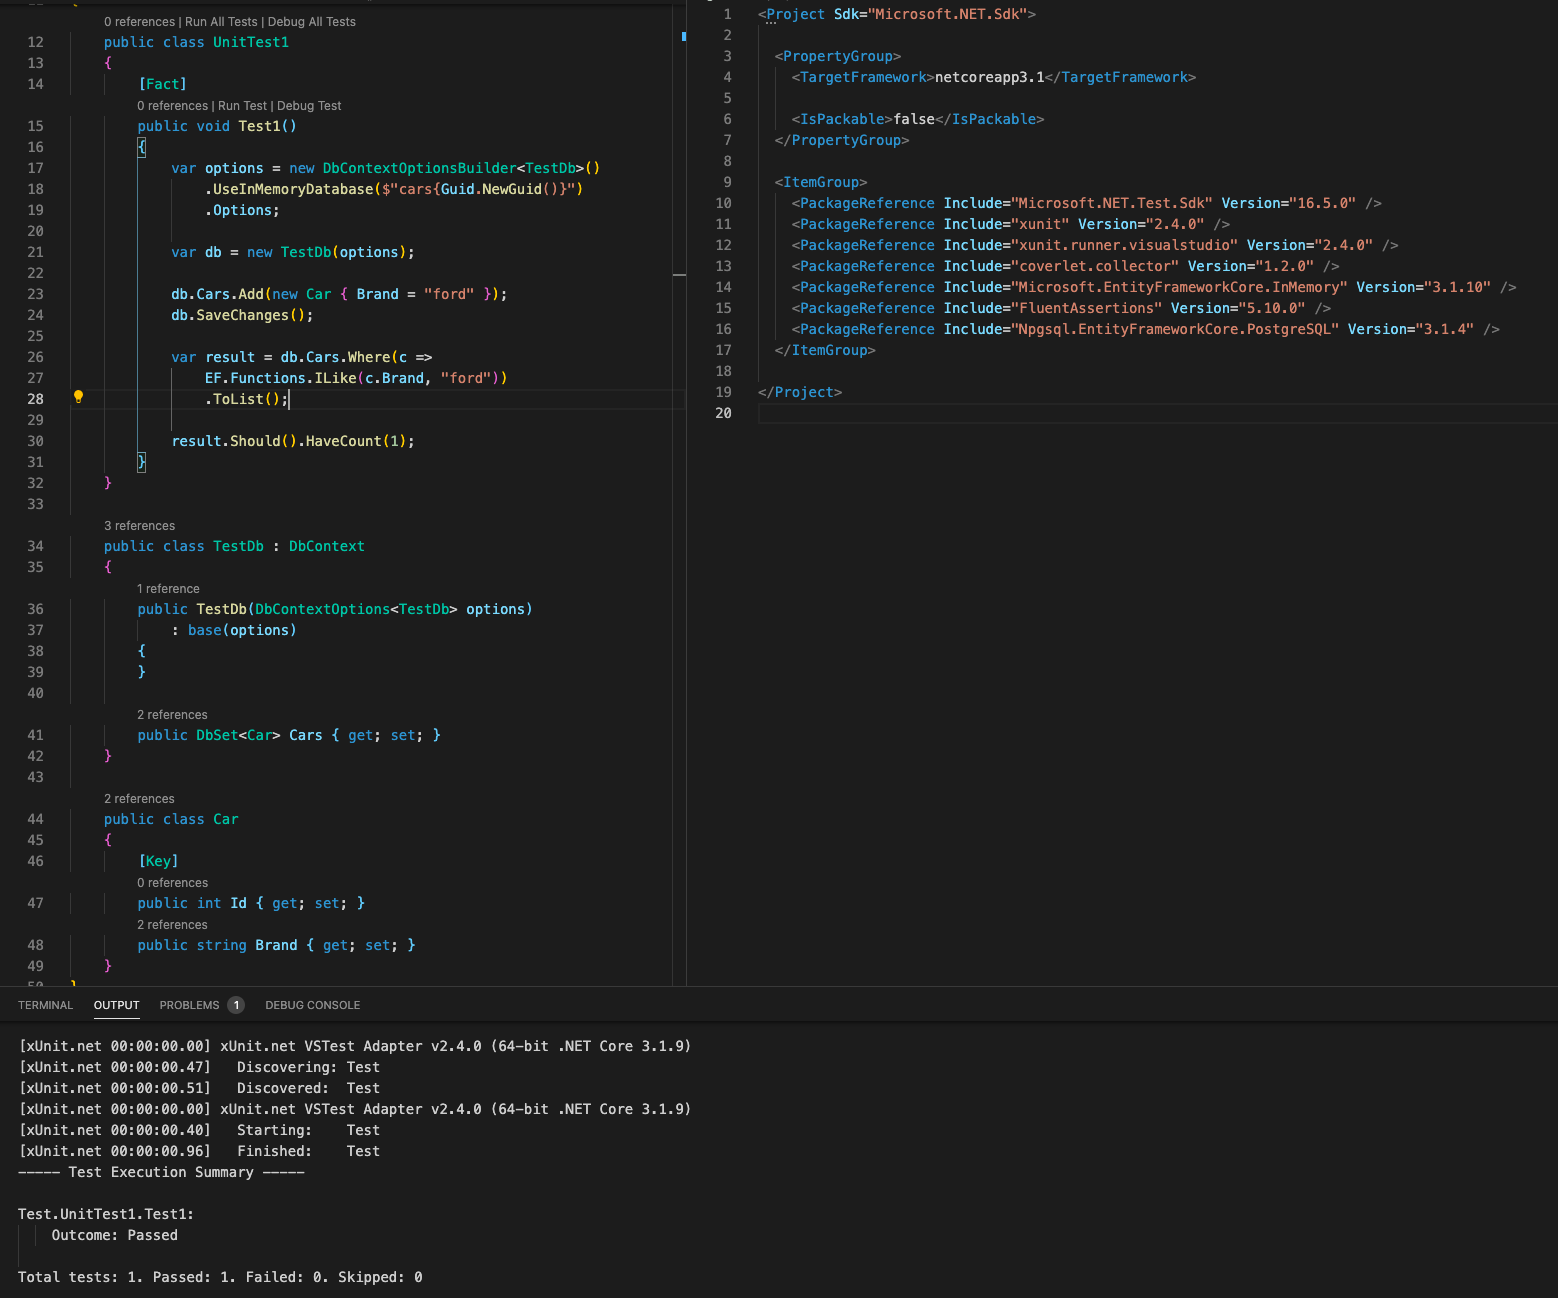 0 references | Run All Tests | Debug All Tests
12 public class UnitTest1
13 {
14 [Fact]
0 references | Run Test | Debug Test
15 public void Test1()
16 {
17 var options = new DbContextOptionsBuilder<TestDb>()
18 .UseInMemoryDatabase($"cars{Guid.NewGuid()}")
19 .Options;
20
21 var db = new TestDb(options);
22
23 db.Cars.Add(new Car { Brand = "ford" });
24 db.SaveChanges();
25
26 var result = db.Cars.Where(c =>
27 EF.Functions.ILike(c.Brand, "ford"))
28 .ToList();
29
30 result.Should().HaveCount(1);
31 }
32 }
33
3 references
34 public class TestDb : DbContext
35 {
1 reference
36 public TestDb(DbContextOptions<TestDb> options)
37 : base(options)
38 {
39 }
40
2 references
41 public DbSet<Car> Cars { get; set; }
42 }
43
2 references
44 public class Car
45 {
46 [Key]
0 references
47 public int Id { get; set; }
2 references
48 public string Brand { get; set; }
49 }
1 <Project Sdk="Microsoft.NET.Sdk">
2
3 <PropertyGroup>
4 <TargetFramework>netcoreapp3.1</TargetFramework>
5
6 <IsPackable>false</IsPackable>
7 </PropertyGroup>
8
9 <ItemGroup>
10 <PackageReference Include="Microsoft.NET.Test.Sdk" Version="16.5.0" />
11 <PackageReference Include="xunit" Version="2.4.0" />
12 <PackageReference Include="xunit.runner.visualstudio" Version="2.4.0" />
13 <PackageReference Include="coverlet.collector" Version="1.2.0" />
14 <PackageReference Include="Microsoft.EntityFrameworkCore.InMemory" Version="3.1.10" />
15 <PackageReference Include="FluentAssertions" Version="5.10.0" />
16 <PackageReference Include="Npgsql.EntityFrameworkCore.PostgreSQL" Version="3.1.4" />
17 </ItemGroup>
18
19 </Project>
20
TERMINAL OUTPUT PROBLEMS 1 DEBUG CONSOLE
[xUnit.net 00:00:00.00] xUnit.net VSTest Adapter v2.4.0 (64-bit .NET Core 3.1.9)
[xUnit.net 00:00:00.47] Discovering: Test
[xUnit.net 00:00:00.51] Discovered: Test
[xUnit.net 00:00:00.00] xUnit.net VSTest Adapter v2.4.0 (64-bit .NET Core 3.1.9)
[xUnit.net 00:00:00.40] Starting: Test
[xUnit.net 00:00:00.96] Finished: Test
----- Test Execution Summary -----
Test.UnitTest1.Test1:
Outcome: Passed
Total tests: 1. Passed: 1. Failed: 0. Skipped: 0